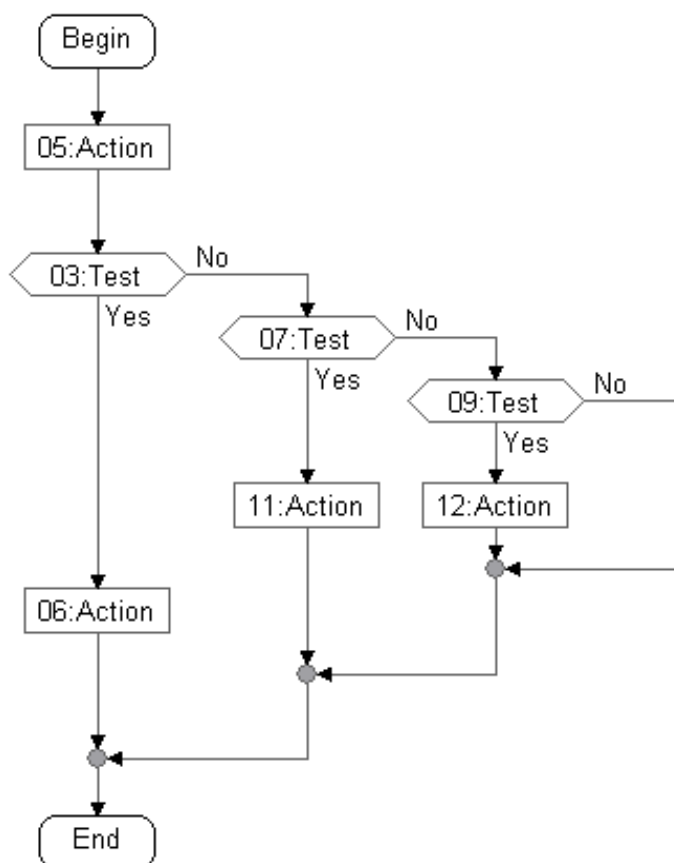 Begin
05:Action
03:Test
No
Yes
07:Test
No
Yes
09:Test
No
Yes
11:Action
12:Action
06:Action
End